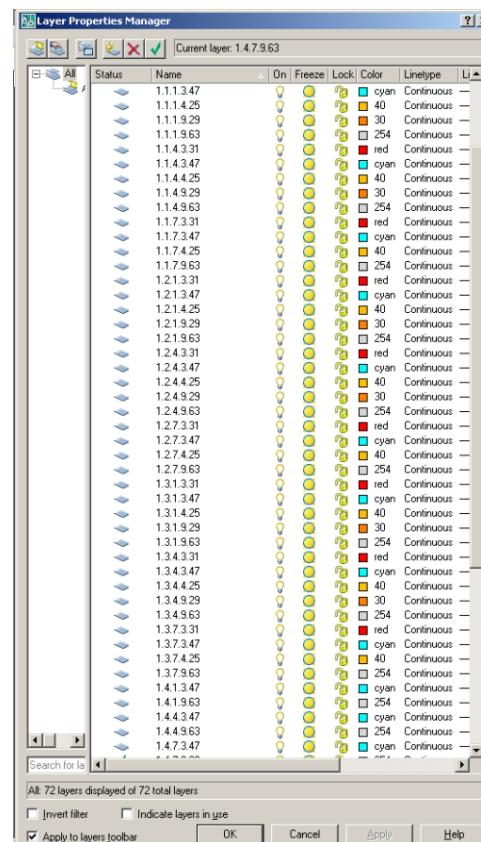 Layer Properties Manager
Current layer: 1.4.7.9.63
All
Status Name On Freeze Lock Color Linetype Li
1.1.1.3.47 cyan Continuous
1.1.1.4.25 40 Continuous
1.1.1.9.29 30 Continuous
1.1.1.9.63 254 Continuous
1.1.4.3.31 red Continuous
1.1.4.3.47 cyan Continuous
1.1.4.4.25 40 Continuous
1.1.4.9.29 30 Continuous
1.1.4.9.63 254 Continuous
1.1.7.3.31 red Continuous
1.1.7.3.47 cyan Continuous
1.1.7.4.25 40 Continuous
1.1.7.9.63 254 Continuous
1.2.1.3.31 red Continuous
1.2.1.3.47 cyan Continuous
1.2.1.4.25 40 Continuous
1.2.1.9.29 30 Continuous
1.2.1.9.63 254 Continuous
1.2.4.3.31 red Continuous
1.2.4.3.47 cyan Continuous
1.2.4.4.25 40 Continuous
1.2.4.9.29 30 Continuous
1.2.4.9.63 254 Continuous
1.2.7.3.31 red Continuous
1.2.7.3.47 cyan Continuous
1.2.7.4.25 40 Continuous
1.2.7.9.63 254 Continuous
1.3.1.3.31 red Continuous
1.3.1.3.47 cyan Continuous
1.3.1.4.25 40 Continuous
1.3.1.9.29 30 Continuous
1.3.1.9.63 254 Continuous
1.3.4.3.31 red Continuous
1.3.4.3.47 cyan Continuous
1.3.4.4.25 40 Continuous
1.3.4.9.29 30 Continuous
1.3.4.9.63 254 Continuous
1.3.7.3.31 red Continuous
1.3.7.3.47 cyan Continuous
1.3.7.4.25 40 Continuous
1.3.7.9.63 254 Continuous
1.4.1.3.47 cyan Continuous
1.4.1.9.63 254 Continuous
1.4.4.3.47 cyan Continuous
1.4.4.9.63 254 Continuous
1.4.7.3.47 cyan Continuous
Search for la
All: 72 layers displayed of 72 total layers
Invert filter Indicate layers in use
Apply to layers toolbar OK Cancel Apply Help